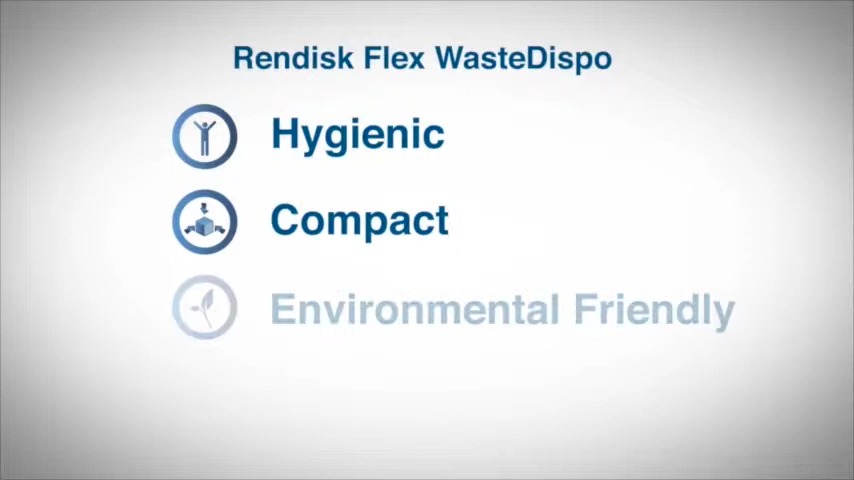 Rendisk Flex WasteDispo
Hygienic
Compact
Environmental Friendly